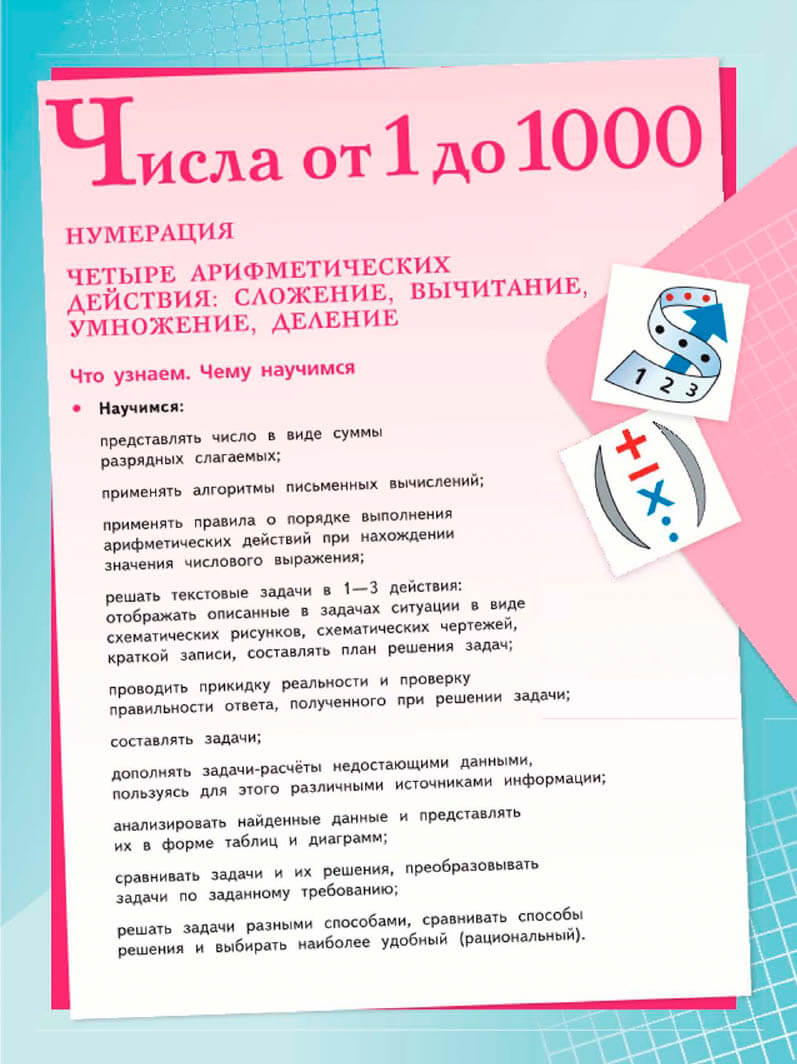 Числа от 1 до 1000
НУМЕРАЦИЯ
ЧЕТЫРЕ АРИФМЕТИЧЕСКИХ
ДЕЙСТВИЯ: СЛОЖЕНИЕ, ВЫЧИТАНИЕ,
УМНОЖЕНИЕ, ДЕЛЕНИЕ
Что узнаем. Чему научимся
• Научимся:
представлять число в виде суммы
разрядных слагаемых;
применять алгоритмы письменных вычислений;
применять правила о порядке выполнения
арифметических действий при нахождении
значения числового выражения;
решать текстовые задачи в 1—3 действия:
отображать описанные в задачах ситуации в виде
схематических рисунков, схематических чертежей,
краткой записи, составлять план решения задач;
проводить прикидку реальности и проверку
правильности ответа, полученного при решении задачи;
составлять задачи;
дополнять задачи-расчёты недостающими данными,
пользуясь для этого различными источниками информации;
анализировать найденные данные и представлять
их в форме таблиц и диаграмм;
сравнивать задачи и их решения, преобразовывать
задачи по заданному требованию;
решать задачи разными способами, сравнивать способы
решения и выбирать наиболее удобный (рациональный).
1 2 3
( + − × : )